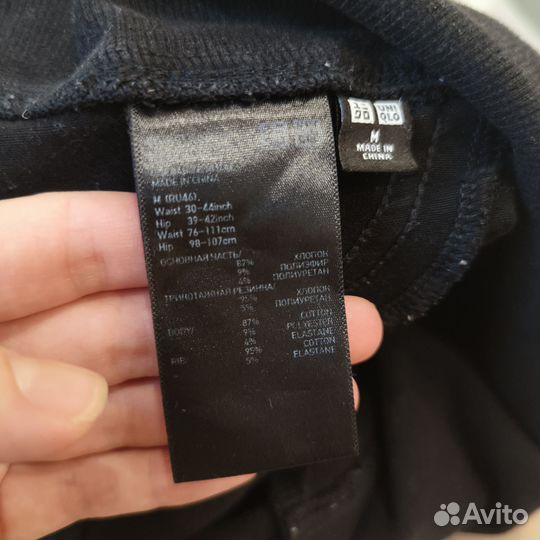 UNI
QLO
M
MADE IN
CHINA
MADE IN CHINA
M (RU46)
Waist 30-44inch
Hip 39-42inch
Waist 76-111cm
Hip 98-107cm
ОСНОВНАЯ ЧАСТЬ/
87% ХЛОПОК
9% ПОЛИЭФИР
4% ПОЛИУРЕТАН
ТРИКОТАЖНАЯ РЕЗИНКА/
95% ХЛОПОК
5% ПОЛИУРЕТАН
BODY/
87% COTTON
9% POLYESTER
4% ELASTANE
RIB/
95% COTTON
5% ELASTANE
Avito